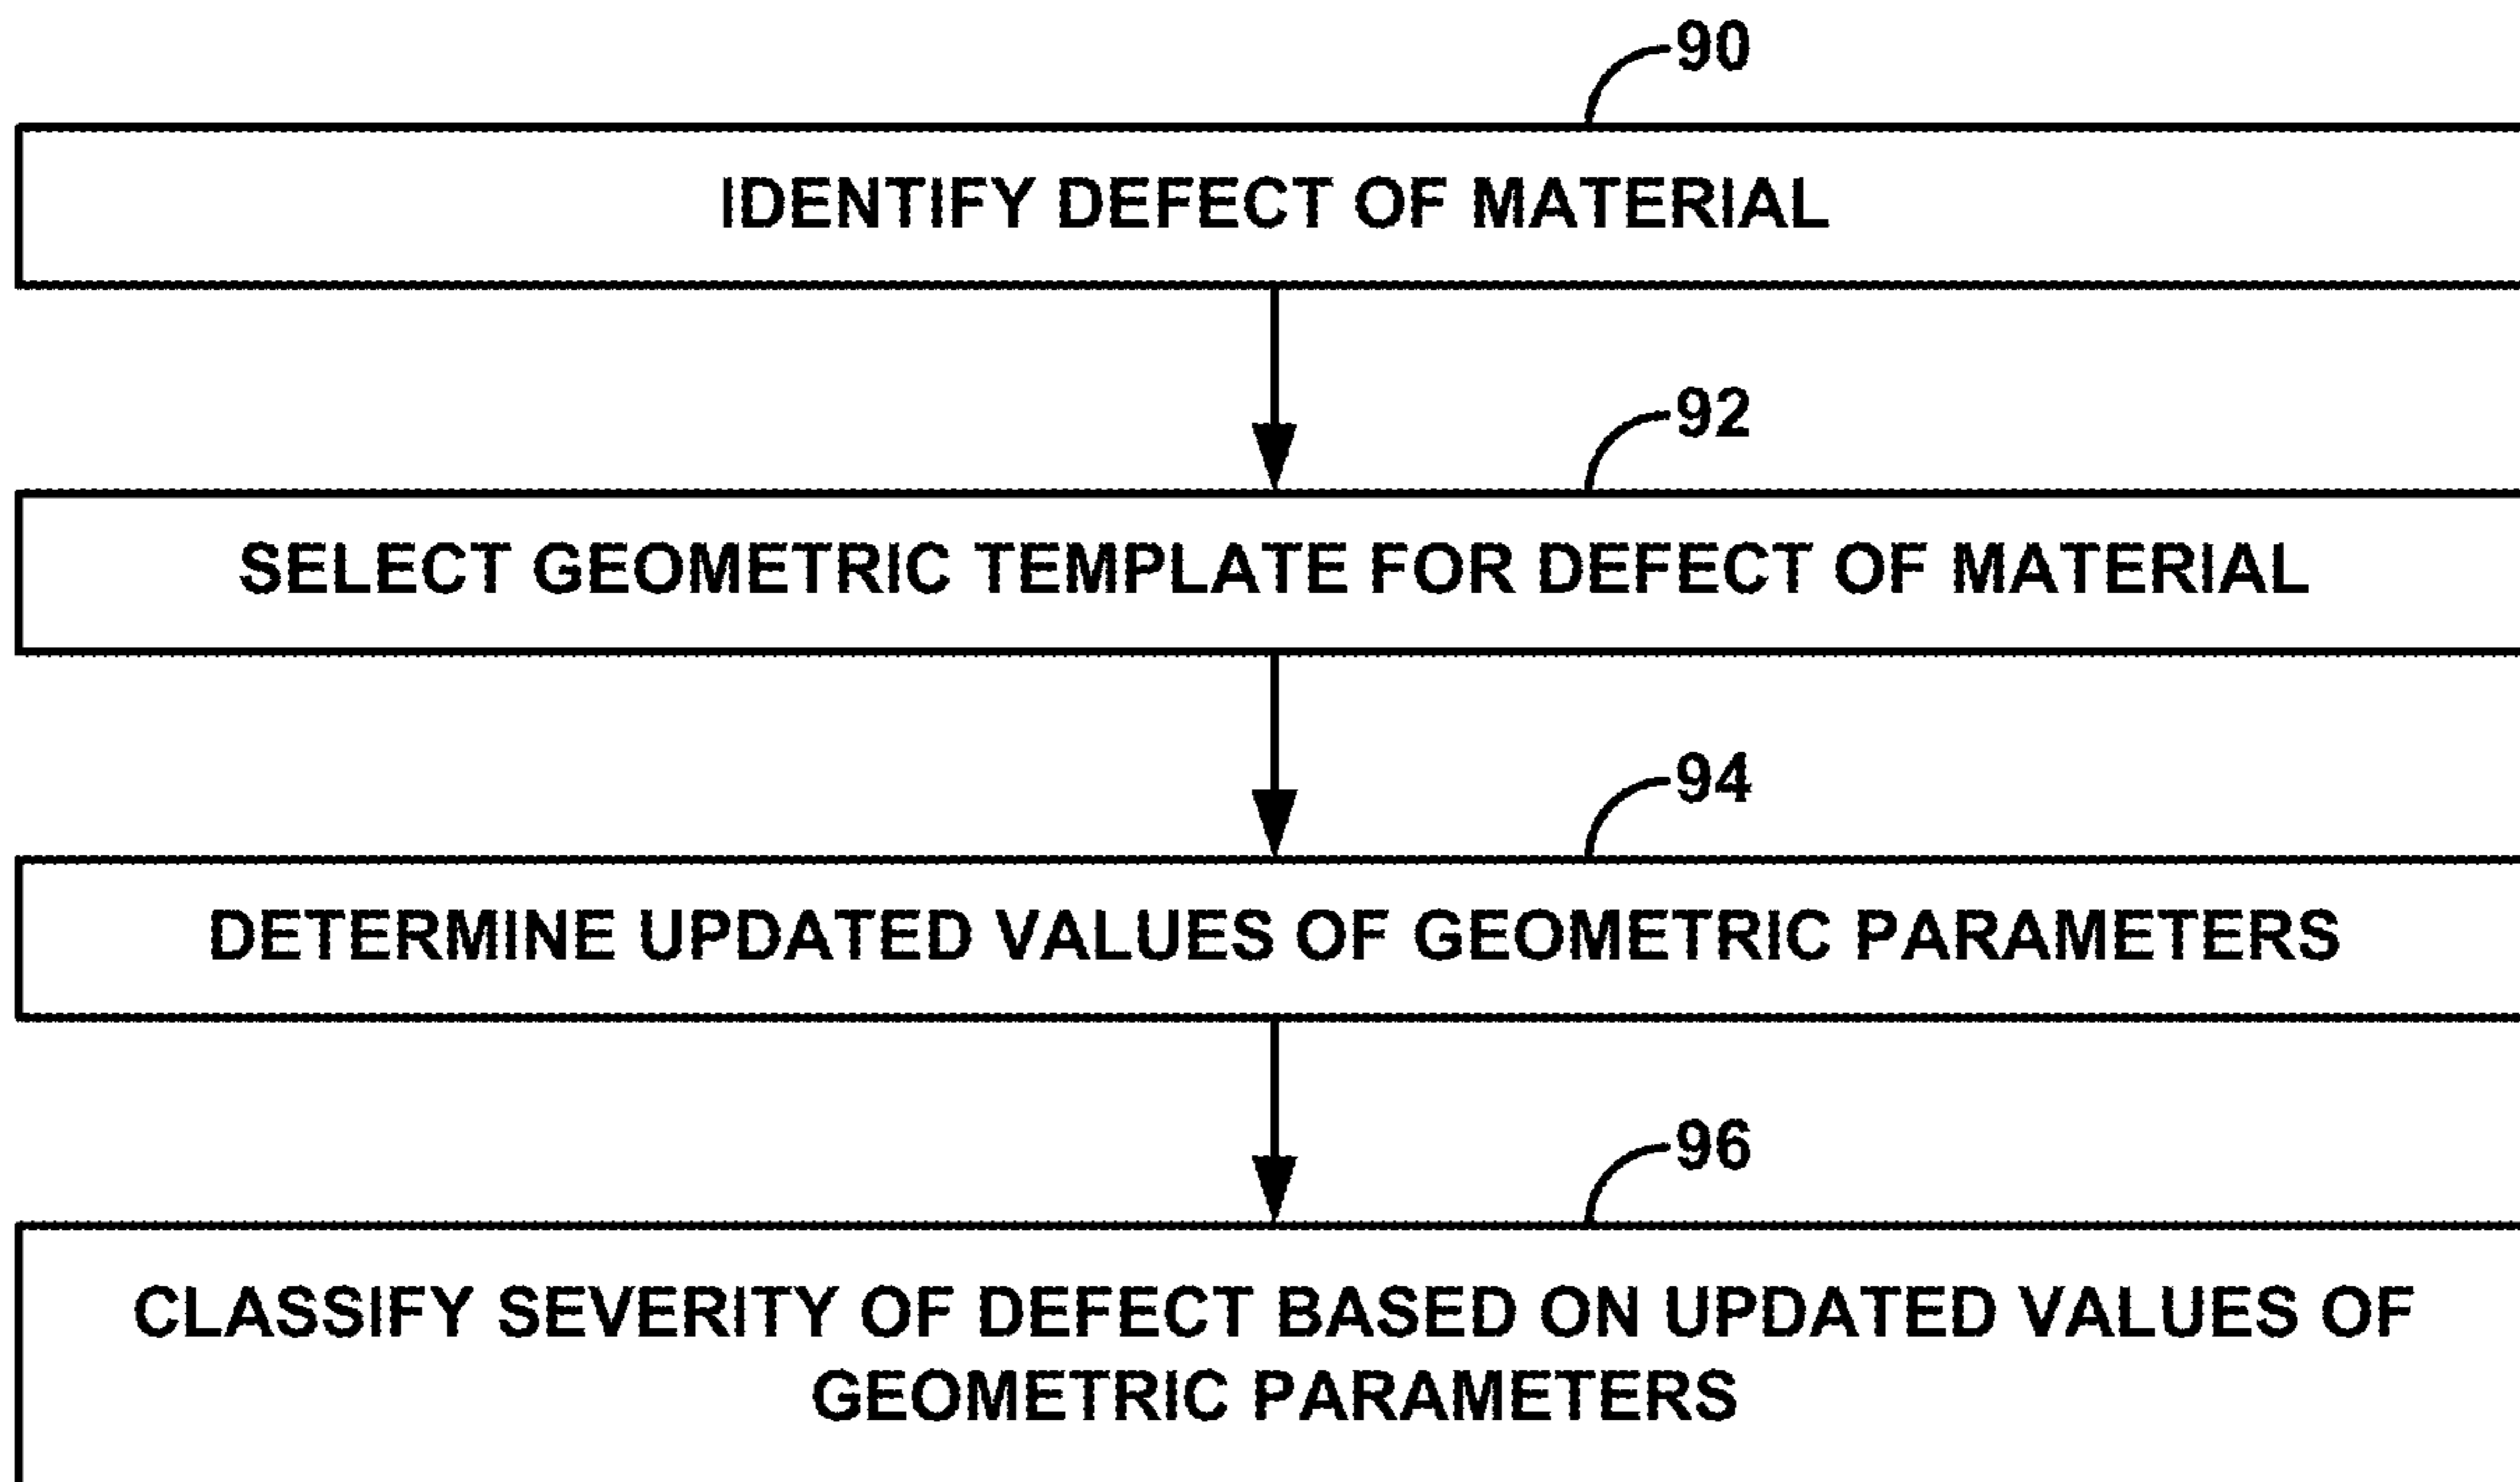 90
IDENTIFY DEFECT OF MATERIAL
92
SELECT GEOMETRIC TEMPLATE FOR DEFECT OF MATERIAL
94
DETERMINE UPDATED VALUES OF GEOMETRIC PARAMETERS
96
CLASSIFY SEVERITY OF DEFECT BASED ON UPDATED VALUES OF
GEOMETRIC PARAMETERS